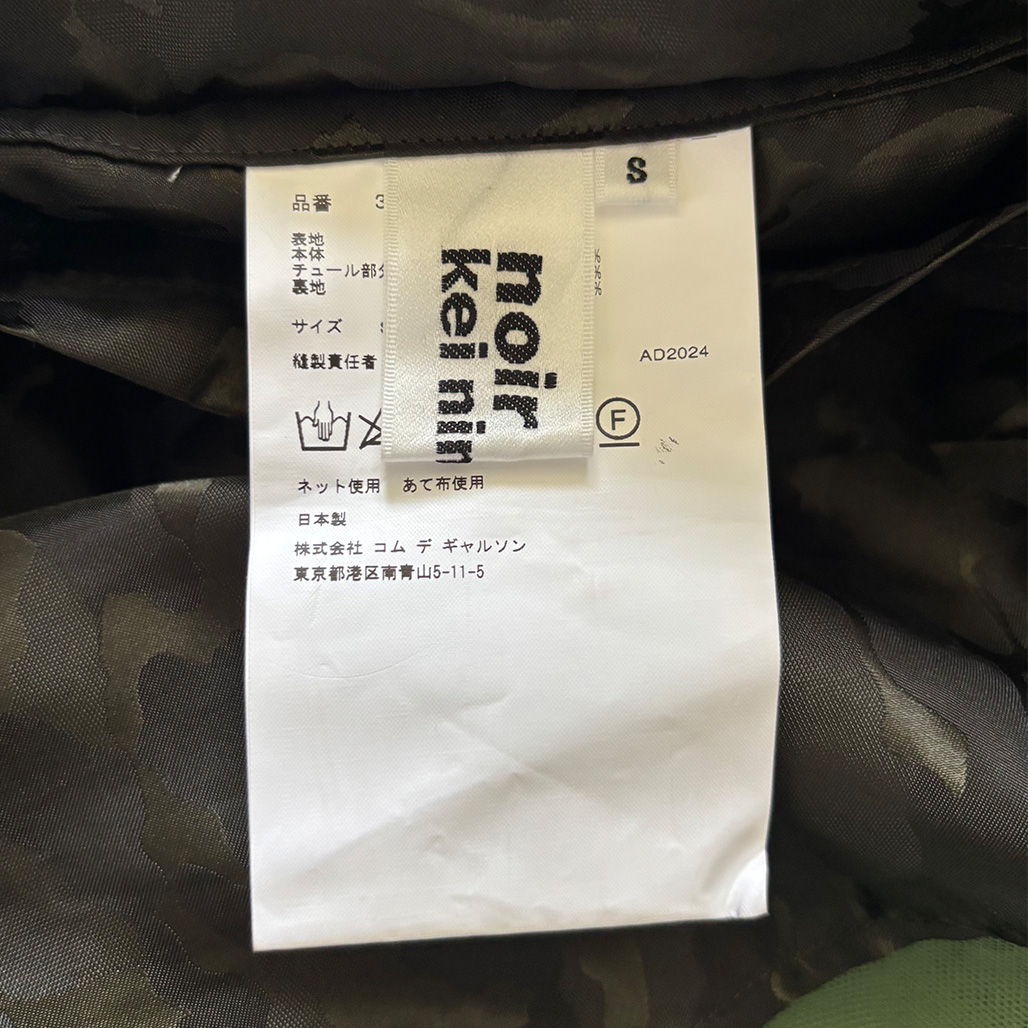 S
品番 3
表地
本体
チュール部分
裏地
noir
kei nin
サイズ S
AD2024
縫製責任者
F
ネット使用 あて布使用
日本製
株式会社 コム デ ギャルソン
東京都港区南青山5-11-5